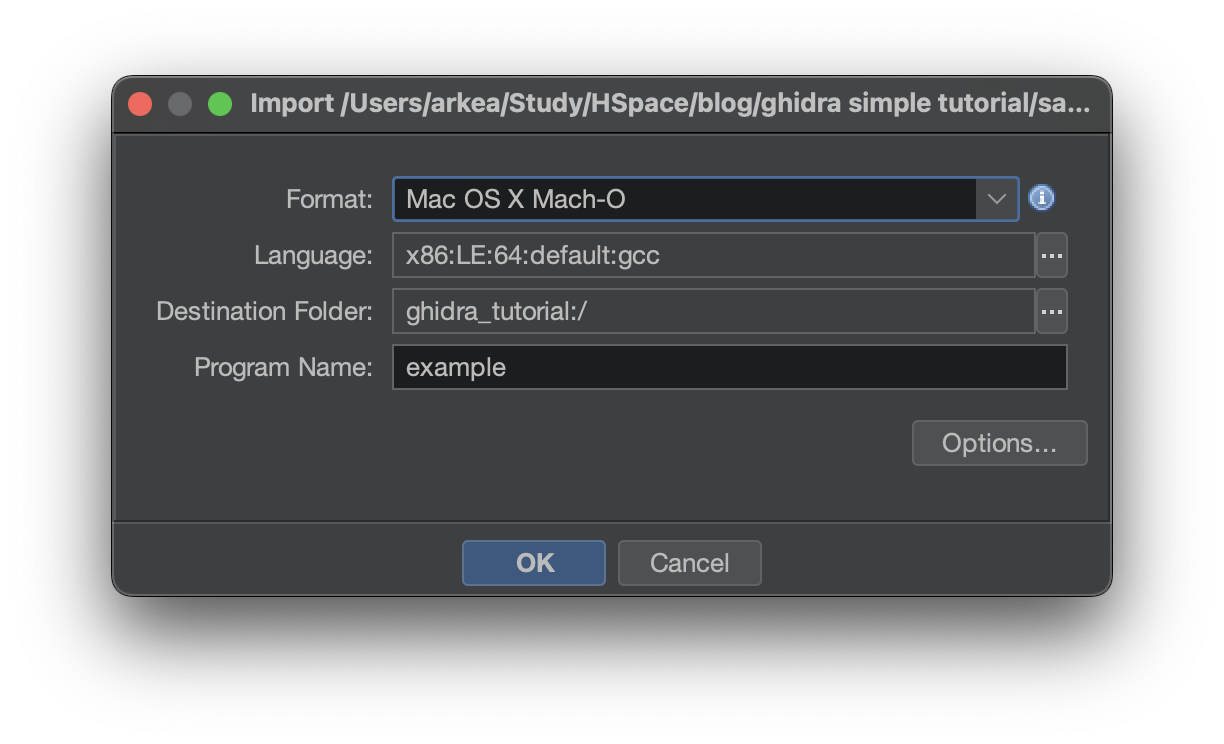 Import /Users/arkea/Study/HSpace/blog/ghidra simple tutorial/sa...
Format: Mac OS X Mach-O
Language: x86:LE:64:default:gcc
Destination Folder: ghidra_tutorial:/
Program Name: example
Options...
OK Cancel